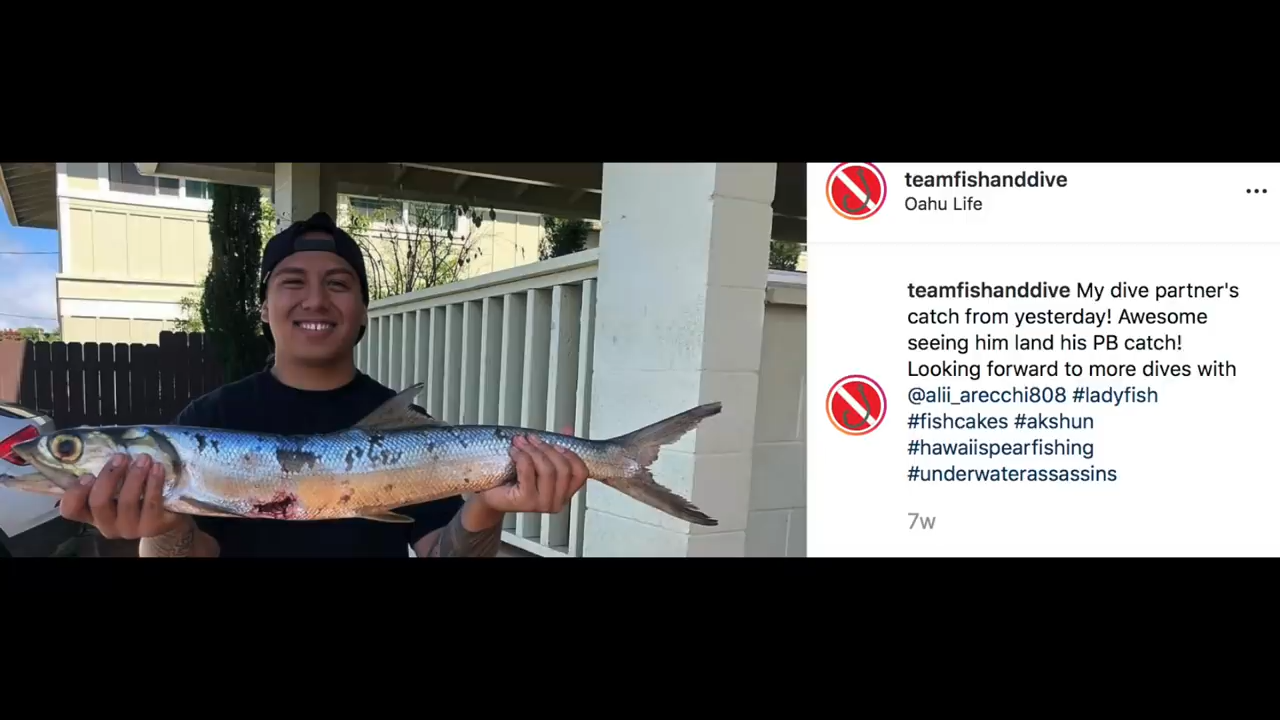 teamfishanddive
Oahu Life
teamfishanddive My dive partner's
catch from yesterday! Awesome
seeing him land his PB catch!
Looking forward to more dives with
@alii_arecchi808 #ladyfish
#fishcakes #akshun
#hawaiispearfishing
#underwaterassassins
7w